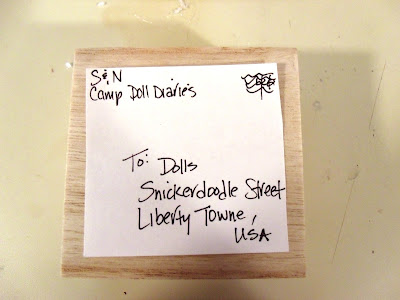 S&N
Camp Doll Diaries
To: Dolls
Snickerdoodle Street
Liberty Towne,
USA